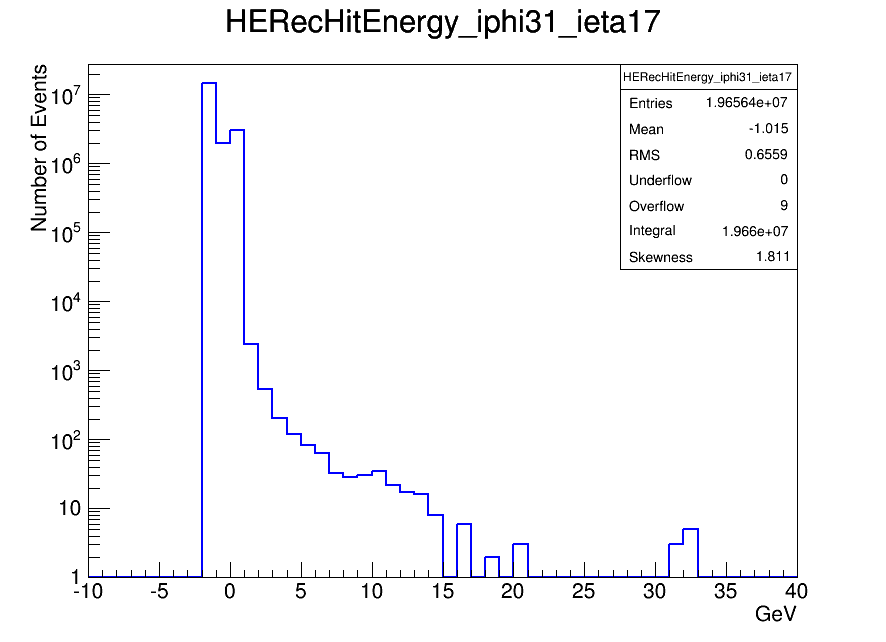 HERecHitEnergy_iphi31_ieta17
Number of Events
HERecHitEnergy_iphi31_ieta17
Entries 1.96564e+07
Mean -1.015
RMS 0.6559
Underflow 0
Overflow 9
Integral 1.966e+07
Skewness 1.811
10^7
10^6
10^5
10^4
10^3
10^2
10
1
-10 -5 0 5 10 15 20 25 30 35 40
GeV